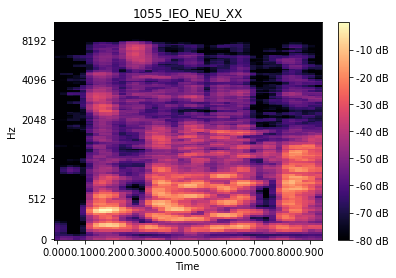 1055_IEO_NEU_XX
8192
4096
2048
1024
512
0
Hz
0.0000.1000.2000.3000.4000.5000.6000.7000.8000.900
Time
-10 dB
-20 dB
-30 dB
-40 dB
-50 dB
-60 dB
-70 dB
-80 dB